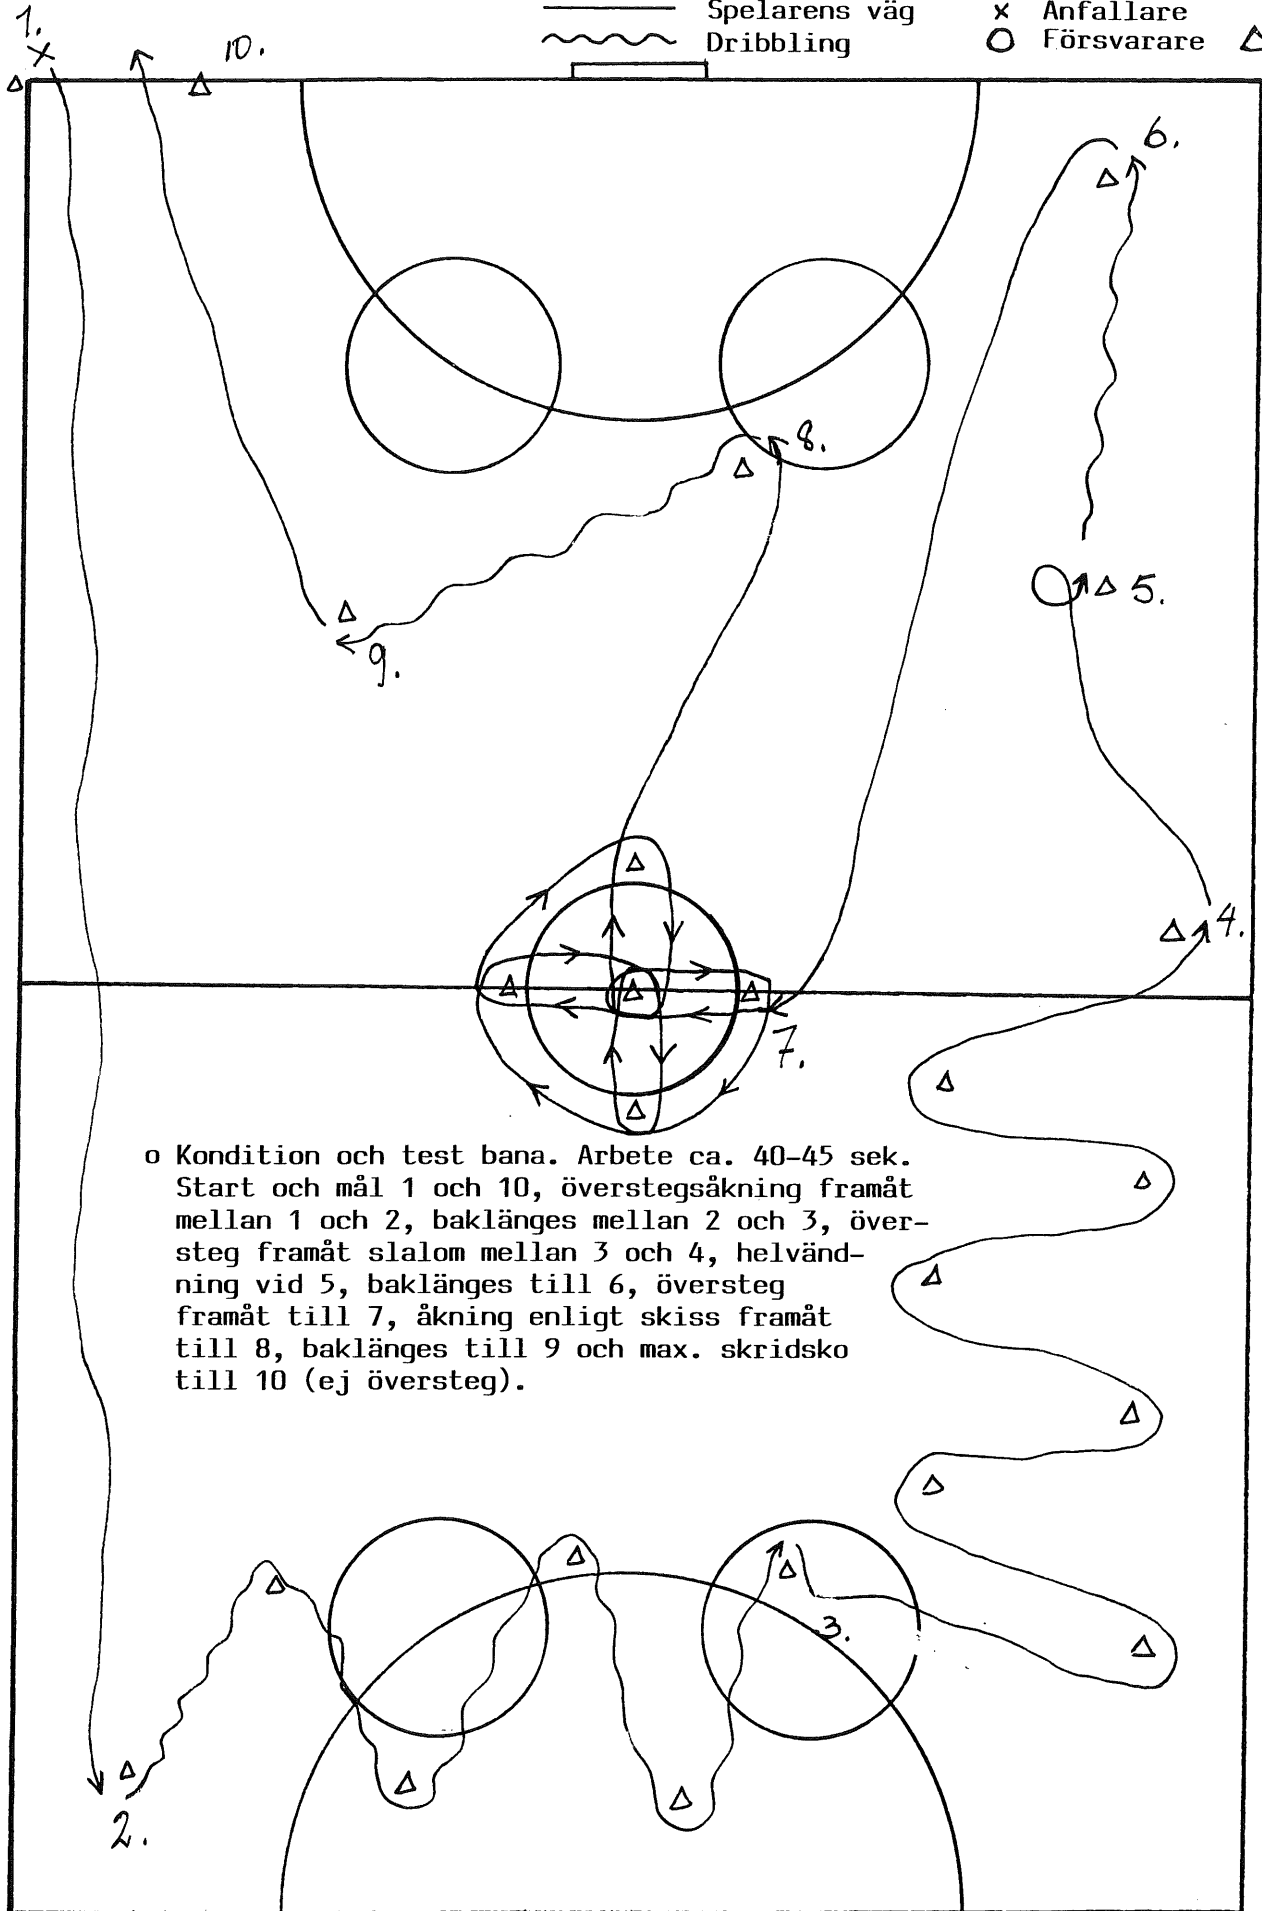 Spelarens väg x Anfallare
Dribbling O Försvarare Δ
1.
10.
6.
8.
5.
9.
4.
7.
o Kondition och test bana. Arbete ca. 40-45 sek.
Start och mål 1 och 10, överstegsåkning framåt
mellan 1 och 2, baklänges mellan 2 och 3, över-
steg framåt slalom mellan 3 och 4, helvänd-
ning vid 5, baklänges till 6, översteg
framåt till 7, åkning enligt skiss framåt
till 8, baklänges till 9 och max. skridsko
till 10 (ej översteg).
3.
2.